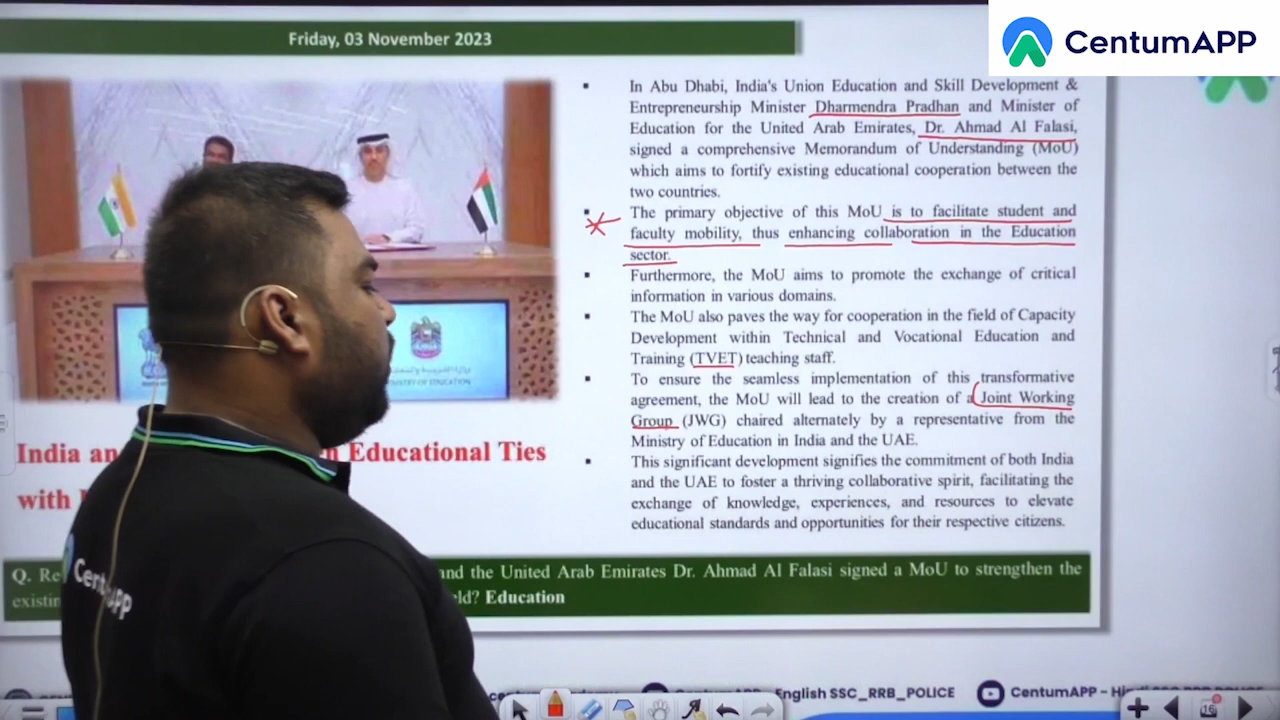 CentumAPP
Friday, 03 November 2023
In Abu Dhabi, India's Union Education and Skill Development &
Entrepreneurship Minister Dharmendra Pradhan and Minister of
Education for the United Arab Emirates, Dr. Ahmad Al Falasi,
signed a comprehensive Memorandum of Understanding (MoU)
which aims to fortify existing educational cooperation between the
two countries.
The primary objective of this MoU is to facilitate student and
faculty mobility, thus enhancing collaboration in the Education
sector.
Furthermore, the MoU aims to promote the exchange of critical
information in various domains.
The MoU also paves the way for cooperation in the field of Capacity
Development within Technical and Vocational Education and
Training (TVET) teaching staff.
To ensure the seamless implementation of this transformative
agreement, the MoU will lead to the creation of a Joint Working
Group (JWG) chaired alternately by a representative from the
Ministry of Education in India and the UAE.
This significant development signifies the commitment of both India
and the UAE to foster a thriving collaborative spirit, facilitating the
exchange of knowledge, experiences, and resources to elevate
educational standards and opportunities for their respective citizens.
India Educational Ties
with
Q. and the United Arab Emirates Dr. Ahmad Al Falasi signed a MoU to strengthen the
Education
English SSC_RRB_POLICE
CentumAPP -
16